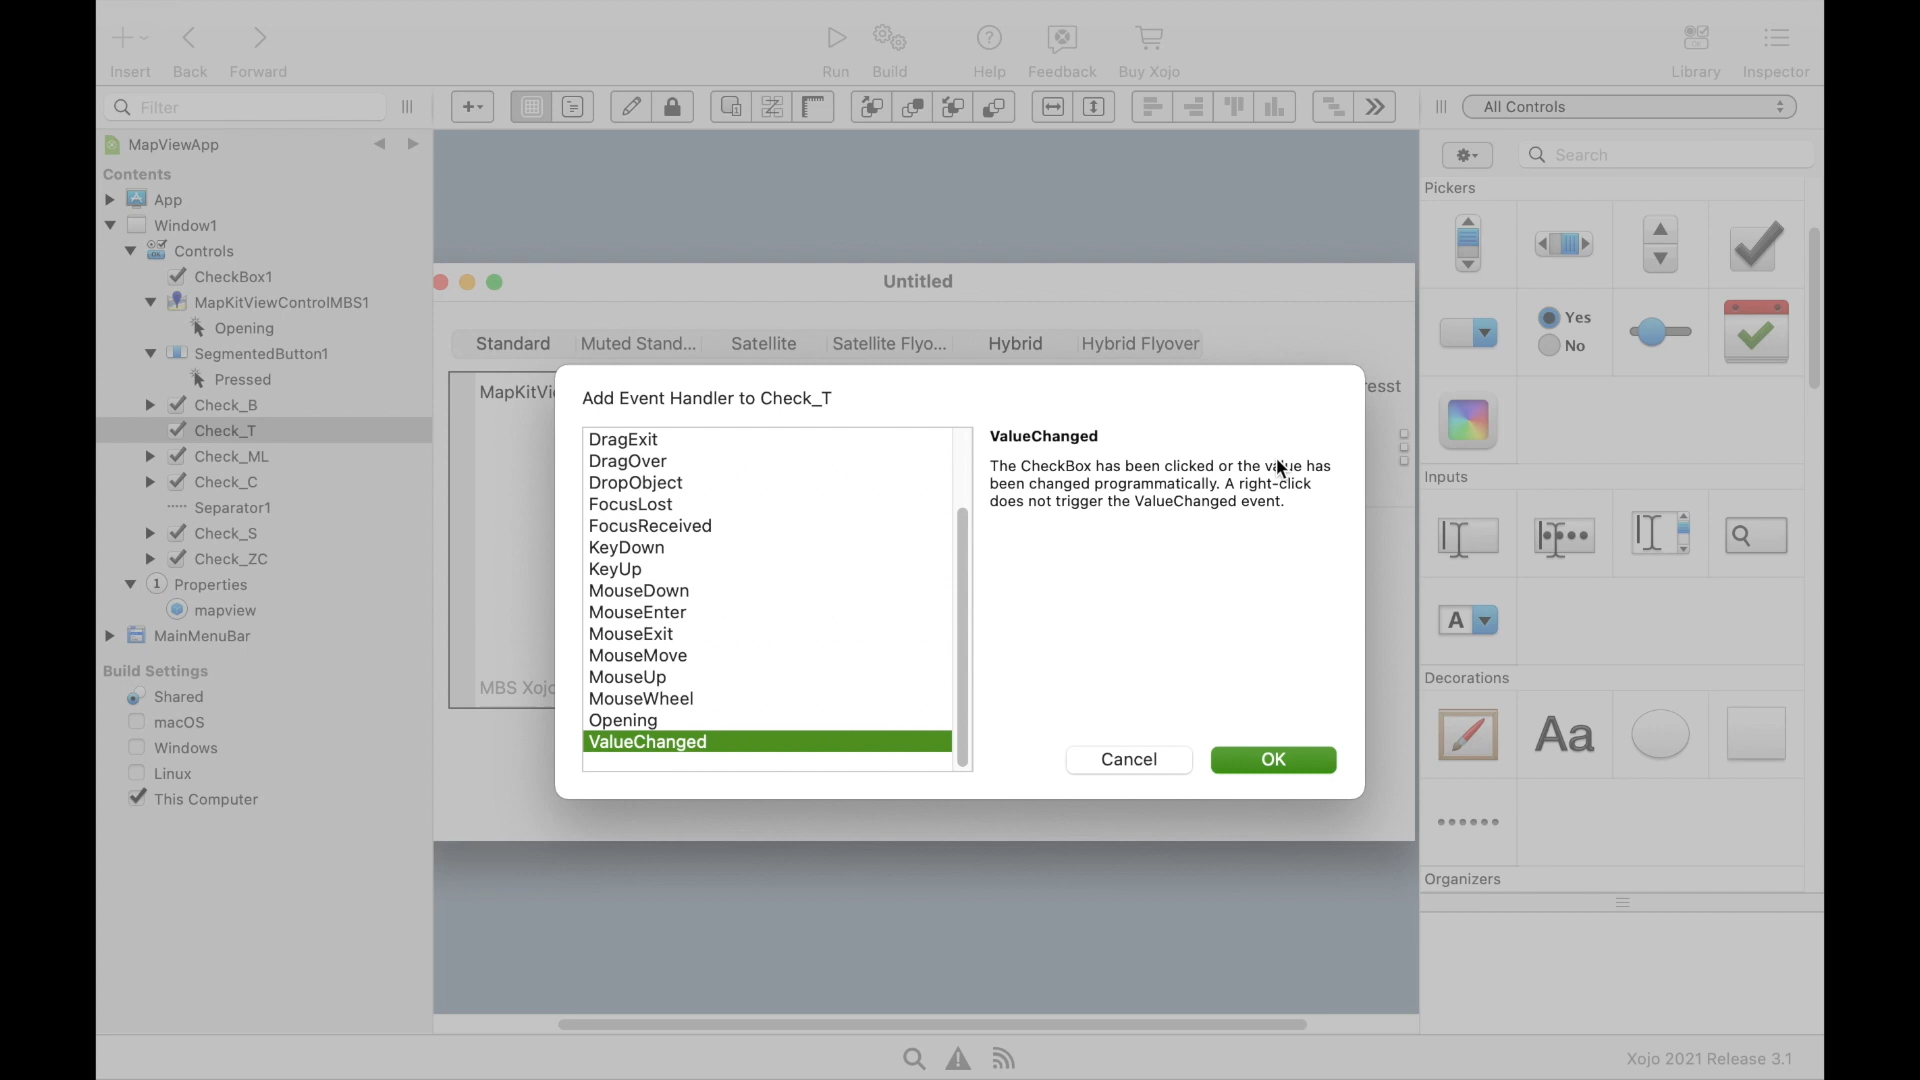 Insert
Back
Forward
Run
Build
Help
Feedback
Buy Xojo
Library
Inspector
Filter
All Controls
MapViewApp
Search
Contents
App
Window1
Controls
CheckBox1
MapKitViewControlMBS1
Opening
SegmentedButton1
Pressed
Check_B
Check_T
Check_ML
Check_C
Separator1
Check_S
Check_ZC
Properties
mapview
MainMenuBar
Build Settings
Shared
macOS
Windows
Linux
This Computer
Untitled
Standard
Muted Stand...
Satellite
Satellite Flyo...
Hybrid
Hybrid Flyover
MapKitVi
resst
MBS Xojo
Add Event Handler to Check_T
DragExit
DragOver
DropObject
FocusLost
FocusReceived
KeyDown
KeyUp
MouseDown
MouseEnter
MouseExit
MouseMove
MouseUp
MouseWheel
Opening
ValueChanged
ValueChanged
The CheckBox has been clicked or the value has
been changed programmatically. A right-click
does not trigger the ValueChanged event.
Cancel
OK
Pickers
Yes
No
Inputs
A
Decorations
Aa
Organizers
Xojo 2021 Release 3.1